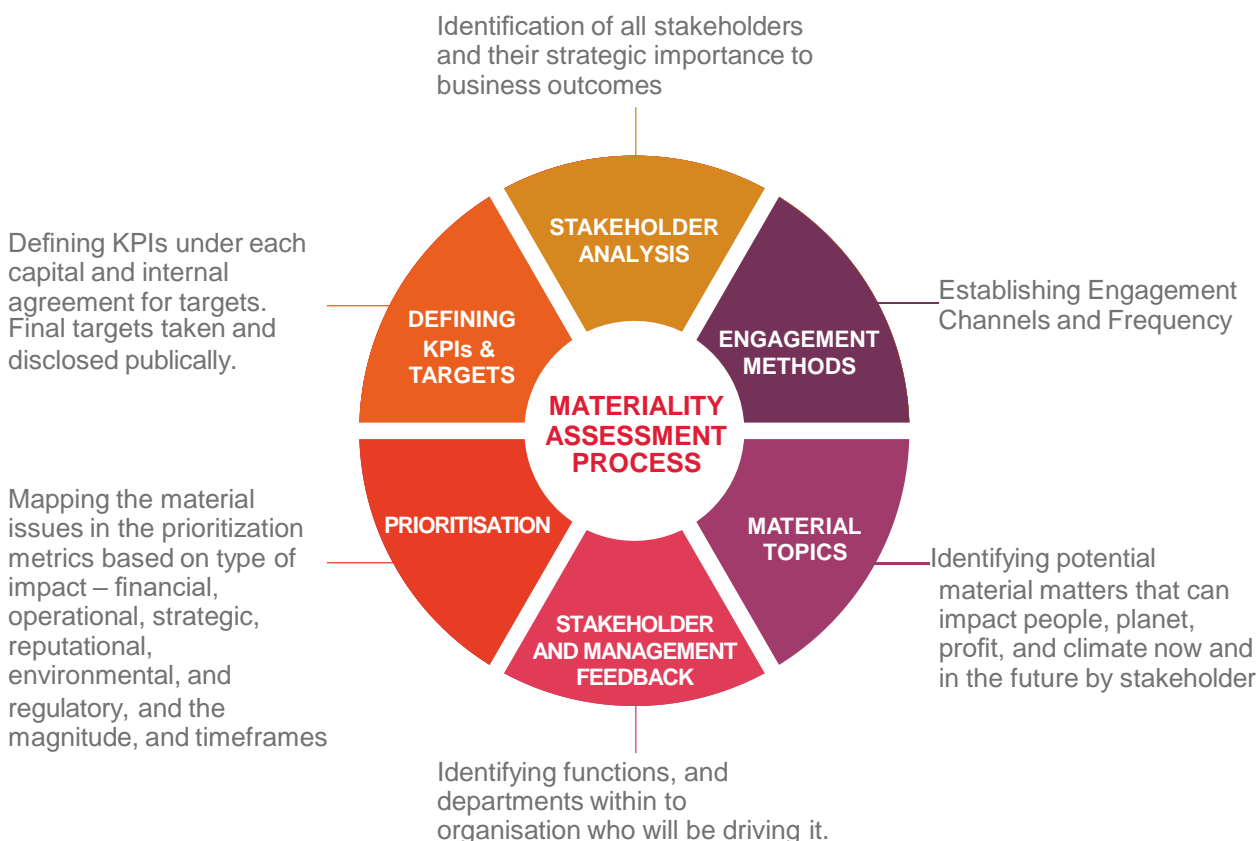 Identification of all stakeholders
and their strategic importance to
business outcomes
STAKEHOLDER
ANALYSIS
Establishing Engagement
Channels and Frequency
ENGAGEMENT
METHODS
Identifying potential
material matters that can
impact people, planet,
profit, and climate now and
in the future by stakeholder
MATERIAL
TOPICS
STAKEHOLDER
AND MANAGEMENT
FEEDBACK
Identifying functions, and
departments within to
organisation who will be driving it.
PRIORITISATION
Mapping the material
issues in the prioritization
metrics based on type of
impact – financial,
operational, strategic,
reputational,
environmental, and
regulatory, and the
magnitude, and timeframes
DEFINING
KPIs &
TARGETS
Defining KPIs under each
capital and internal
agreement for targets.
Final targets taken and
disclosed publically.
MATERIALITY
ASSESSMENT
PROCESS